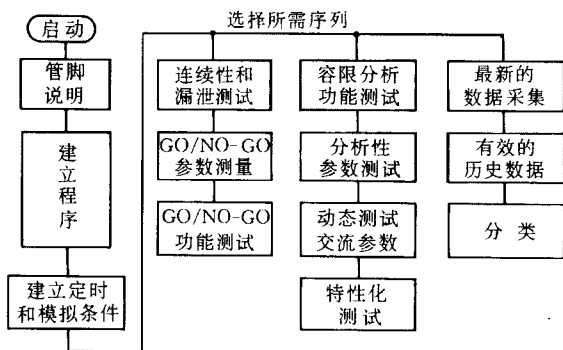 选择所需序列
启动
管脚
说明
建
立
程
序
建立定时
和模拟条件
连续性和
漏泄测试
GO/NO-GO
参数测量
GO/NO-GO
功能测试
容限分析
功能测试
分析性
参数测试
动态测试
交流参数
特性化
测试
最新的
数据采集
有效的
历史数据
分类